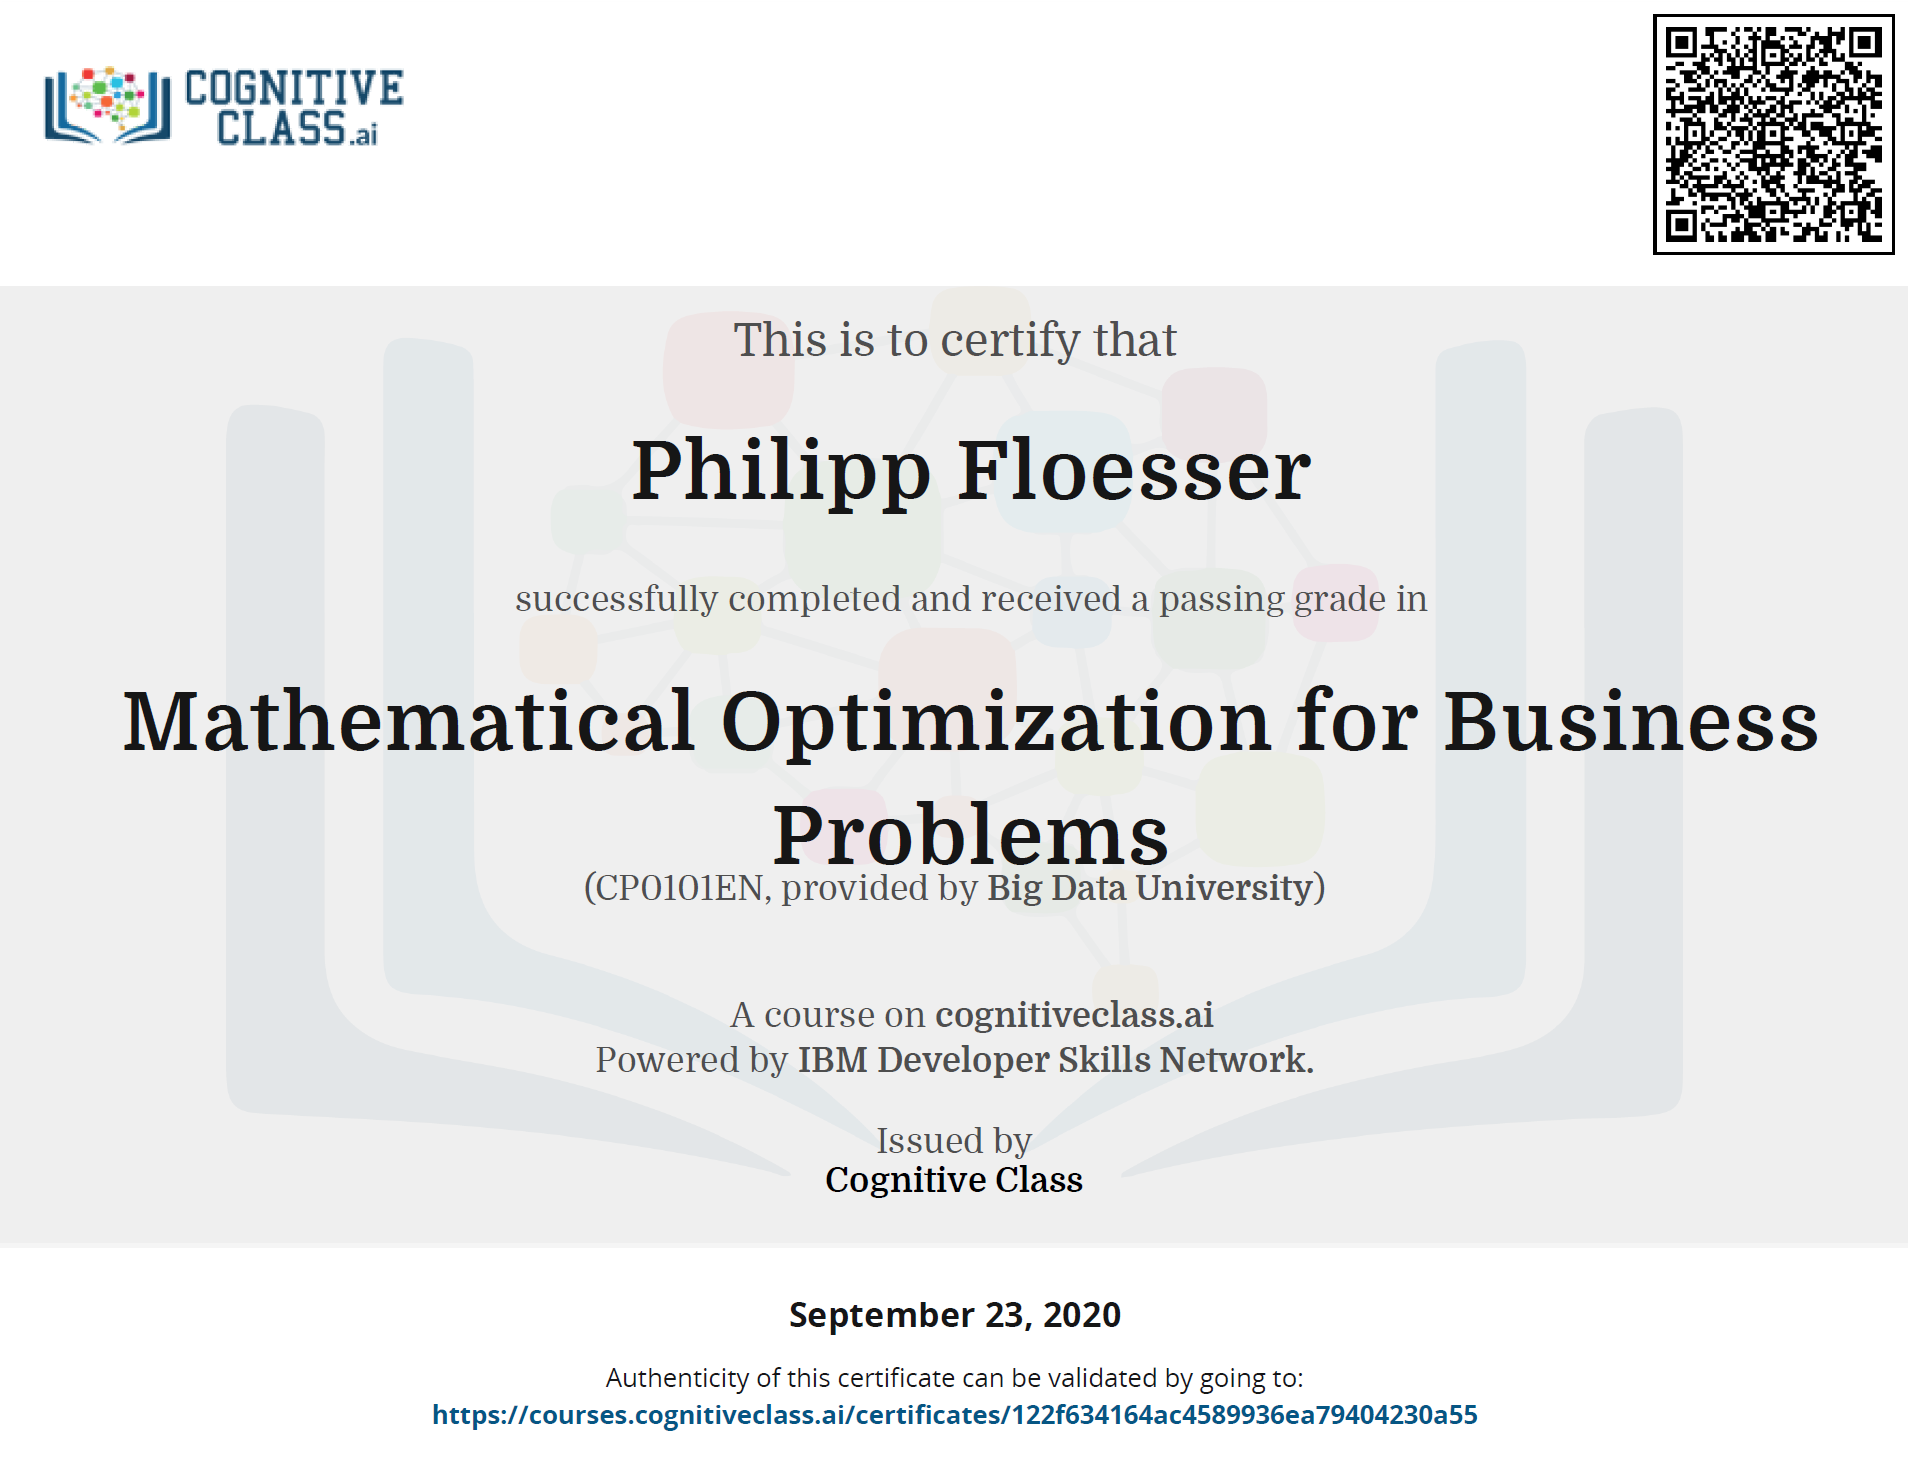 COGNITIVE
CLASS.ai
This is to certify that
Philipp Floesser
successfully completed and received a passing grade in
Mathematical Optimization for Business
Problems
(CP0101EN, provided by Big Data University)
A course on cognitiveclass.ai
Powered by IBM Developer Skills Network.
Issued by
Cognitive Class
September 23, 2020
Authenticity of this certificate can be validated by going to:
https://courses.cognitiveclass.ai/certificates/122f634164ac4589936ea79404230a55